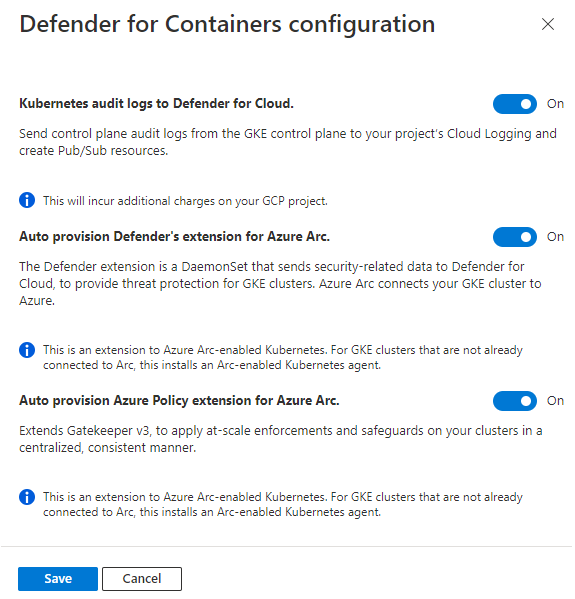 Defender for Containers configuration
Kubernetes audit logs to Defender for Cloud.
On
Send control plane audit logs from the GKE control plane to your project's Cloud Logging and
create Pub/Sub resources.
This will incur additional charges on your GCP project.
Auto provision Defender's extension for Azure Arc.
On
The Defender extension is a DaemonSet that sends security-related data to Defender for
Cloud, to provide threat protection for GKE clusters. Azure Arc connects your GKE cluster to
Azure.
This is an extension to Azure Arc-enabled Kubernetes. For GKE clusters that are not already
connected to Arc, this installs an Arc-enabled Kubernetes agent.
Auto provision Azure Policy extension for Azure Arc.
On
Extends Gatekeeper v3, to apply at-scale enforcements and safeguards on your clusters in a
centralized, consistent manner.
This is an extension to Azure Arc-enabled Kubernetes. For GKE clusters that are not already
connected to Arc, this installs an Arc-enabled Kubernetes agent.
Save
Cancel